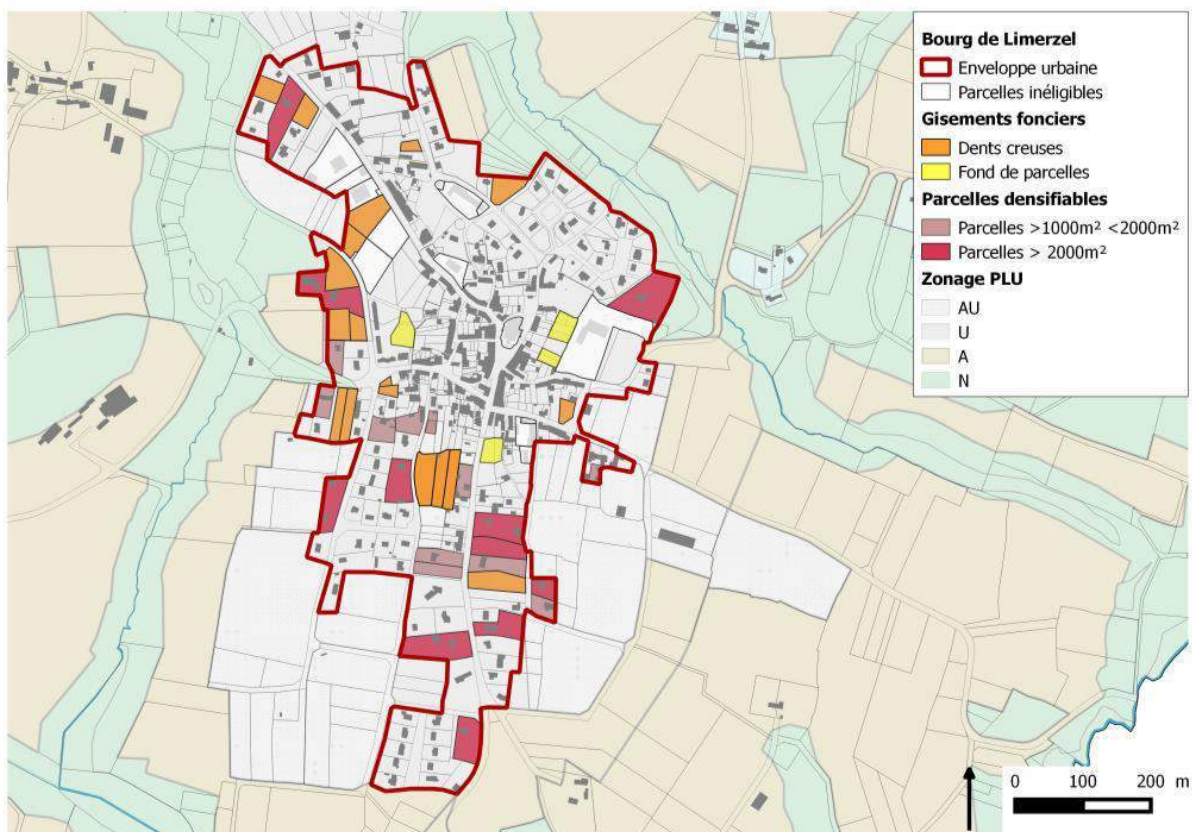 Bourg de Limerzel
Enveloppe urbaine
Parcelles inéligibles
Gisements fonciers
Dents creuses
Fond de parcelles
Parcelles densifiables
Parcelles >1000m² <2000m²
Parcelles > 2000m²
Zonage PLU
AU
U
A
N
0 100 200 m